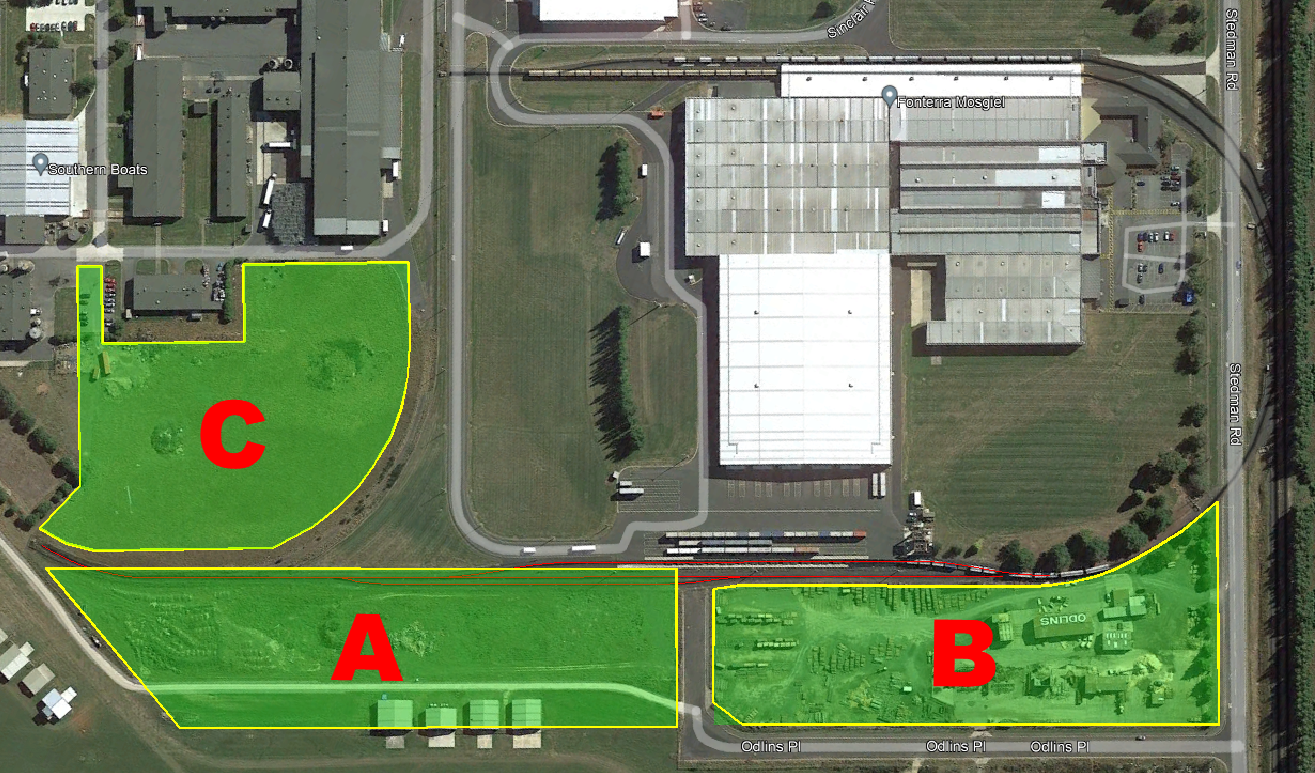 Sinclair
Stedman Rd
Fonterra Mosgiel
Southern Boats
Stedman Rd
C
A
B
ODLINS
Odlins Pl
Odlins Pl
Odlins Pl